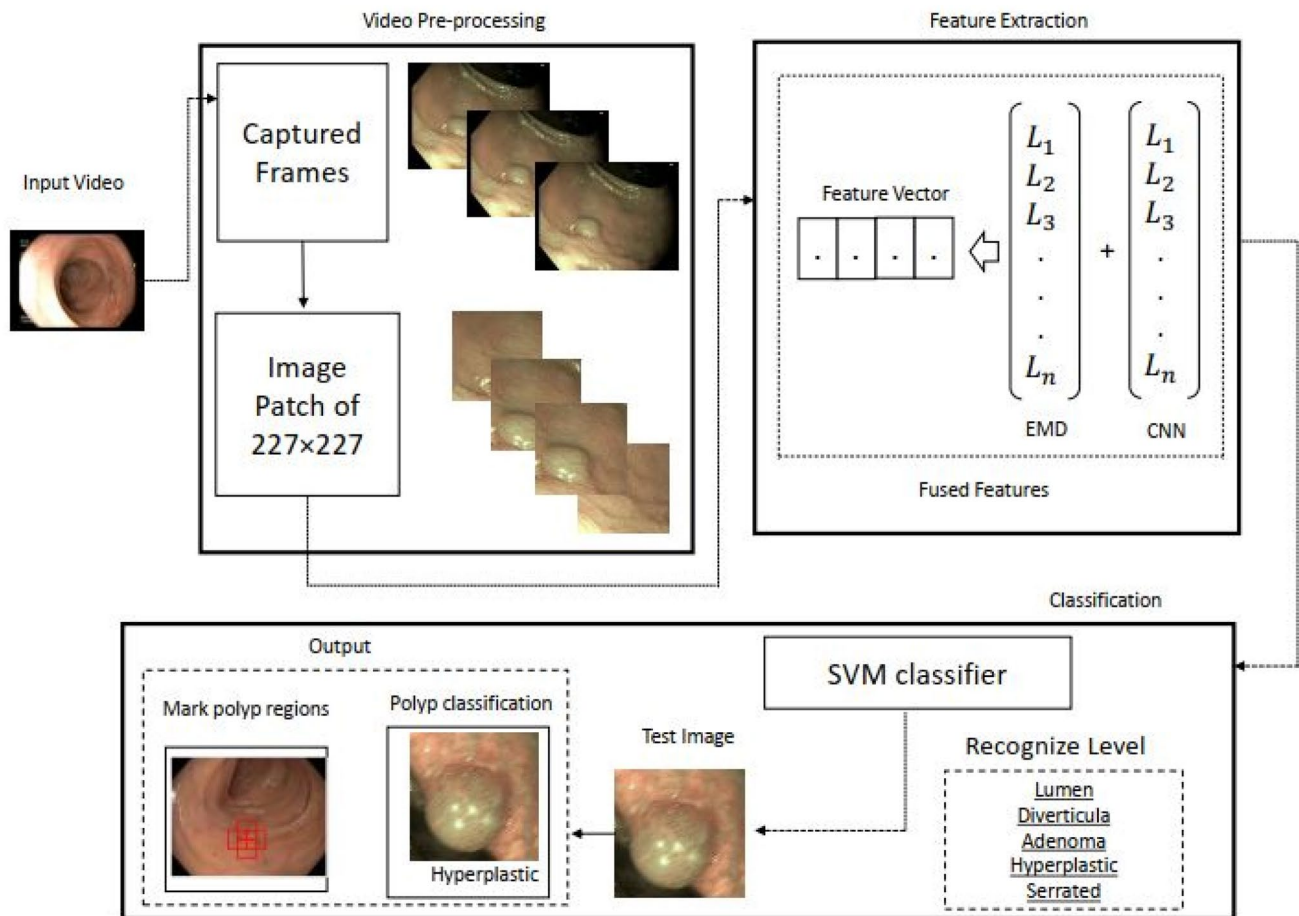 Video Pre-processing
Feature Extraction
Input Video
Captured
Frames
Image
Patch of
227×227
Feature Vector
. . . .
+
L1
L2
L3
.
.
.
Ln
EMD
L1
L2
L3
.
.
.
Ln
CNN
Fused Features
Classification
Output
Mark polyp regions
Polyp classification
Hyperplastic
Test Image
SVM classifier
Recognize Level
Lumen
Diverticula
Adenoma
Hyperplastic
Serrated